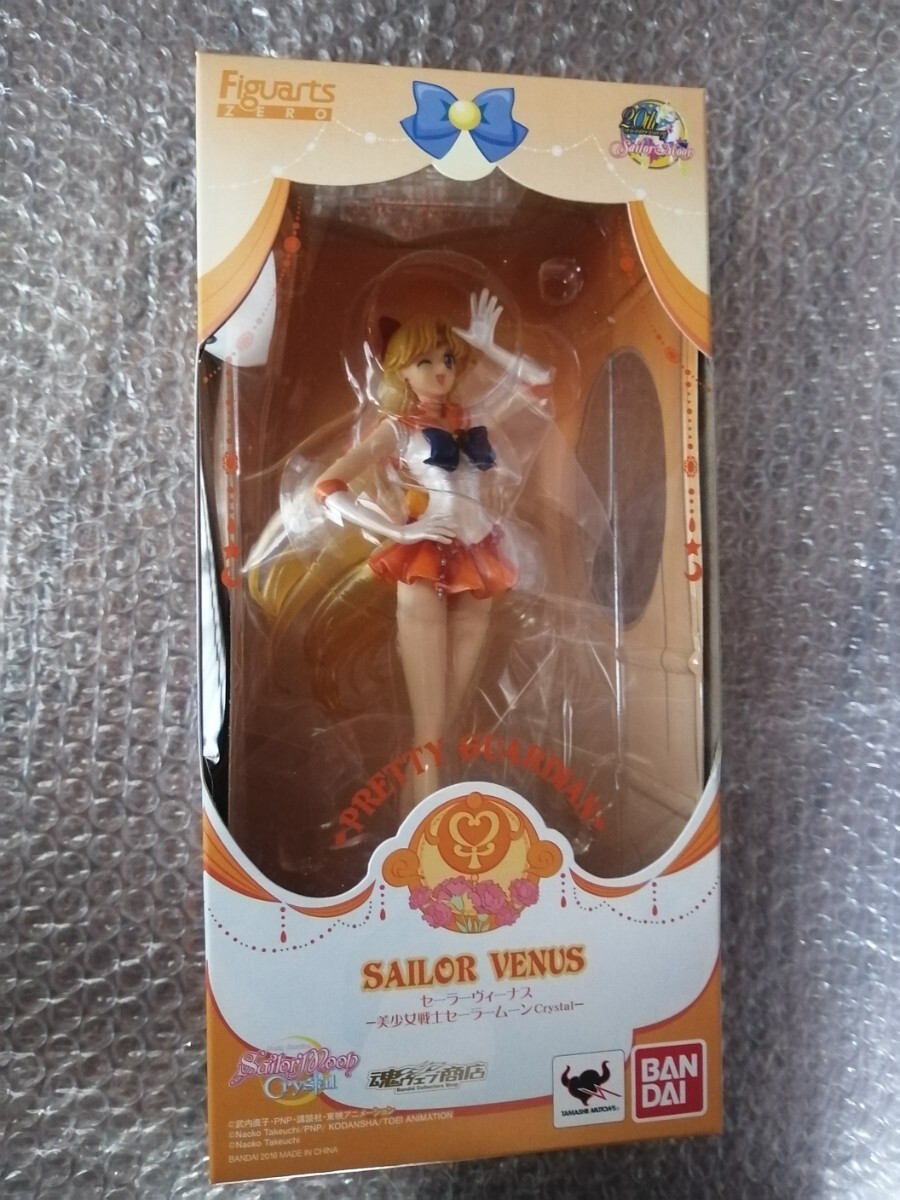 Figuarts
ZERO
20th
Sailor Moon
PRETTY GUARDIAN
SAILOR VENUS
セーラーヴィーナス
−美少女戦士セーラームーンCrystal−
Sailor Moon
Crystal
魂ウェブ商店
Bandai Collectors Shop
TAMASHII NATIONS
BAN
DAI
©武内直子・PNP・講談社・東映アニメーション
©Naoko Takeuchi/PNP/ KODANSHA/TOEI ANIMATION
©Naoko Takeuchi
BANDAI 2016 MADE IN CHINA